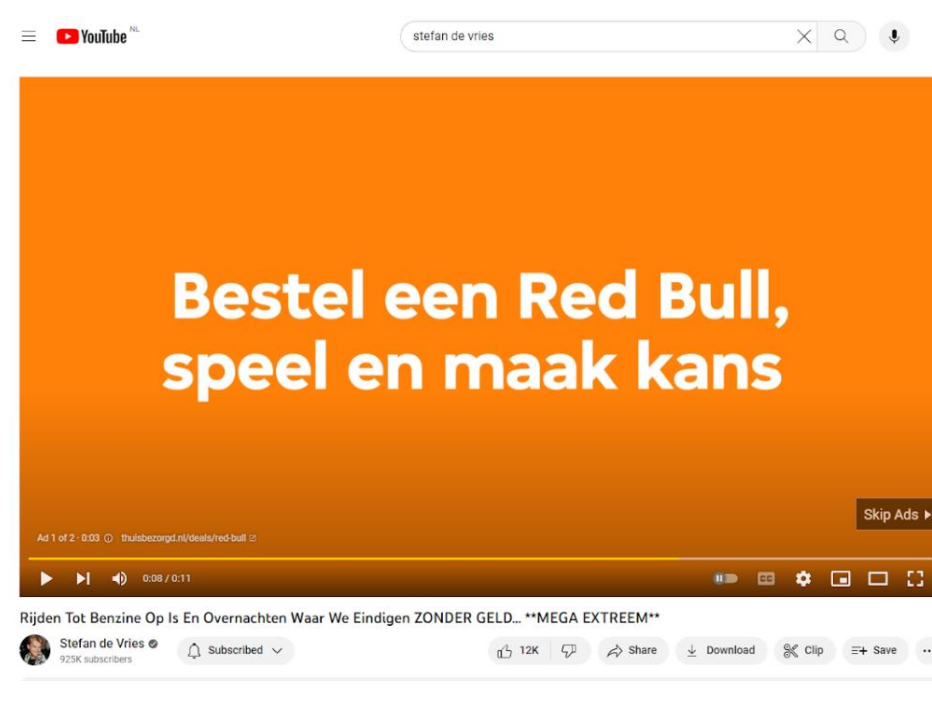 YouTube NL
stefan de vries
Bestel een Red Bull,
speel en maak kans
Skip Ads
Ad 1 of 2 · 0:03 thuisbezorgd.nl/deals/red-bull
0:08 / 0:11
CC
Rijden Tot Benzine Op Is En Overnachten Waar We Eindigen ZONDER GELD... **MEGA EXTREEM**
Stefan de Vries
925K subscribers
Subscribed
12K
Share
Download
Clip
Save